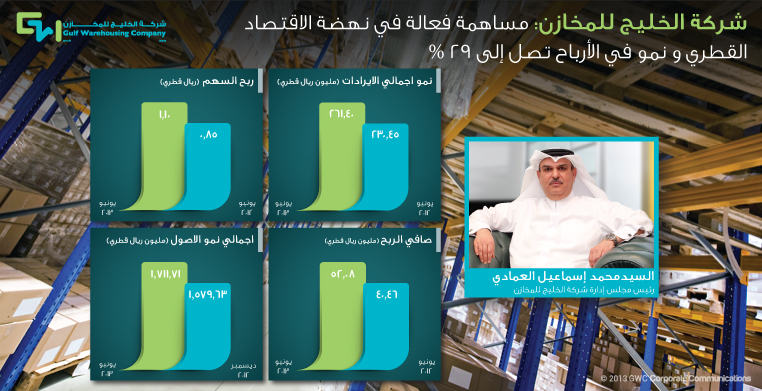 شركة الخليج للمخازن
Gulf Warehousing Company
شركة الخليج للمخازن: مساهمة فعالة في نهضة الاقتصاد
القطري و نمو في الأرباح تصل إلى ٢٩ %
نمو اجمالي الايرادات (مليون ريال قطري)
٢٦١,٤٠
٢٣٠,٤٥
يونيو
٢٠١٣
يونيو
٢٠١٢
ربح السهم (ريال قطري)
١,١٠
٠,٨٥
يونيو
٢٠١٣
يونيو
٢٠١٢
صافي الربح (مليون ريال قطري)
٥٢,٠٨
٤٠,٤٦
يونيو
٢٠١٣
يونيو
٢٠١٢
اجمالي نمو الاصول (مليون ريال قطري)
١,٧١١,٧١
١,٥٧٩,٦٣
يونيو
٢٠١٣
ديسمبر
٢٠١٢
السيد محمد إسماعيل العمادي
رئيس مجلس إدارة شركة الخليج للمخازن
© 2013 GWC Corporate Communications